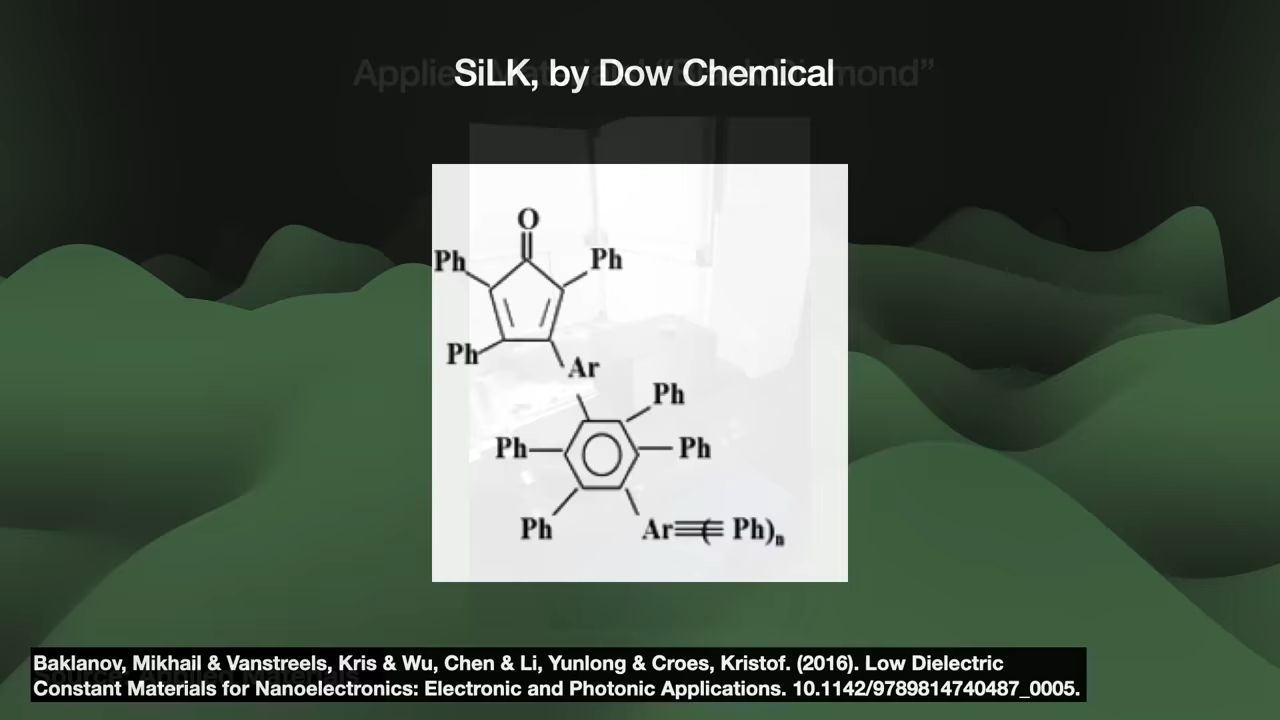 SiLK, by Dow Chemical
O
Ph
Ph
Ph
Ar
Ph
Ph
Ph
Ph
Ar
Ph)n
Baklanov, Mikhail & Vanstreels, Kris & Wu, Chen & Li, Yunlong & Croes, Kristof. (2016). Low Dielectric
Constant Materials for Nanoelectronics: Electronic and Photonic Applications. 10.1142/9789814740487_0005.